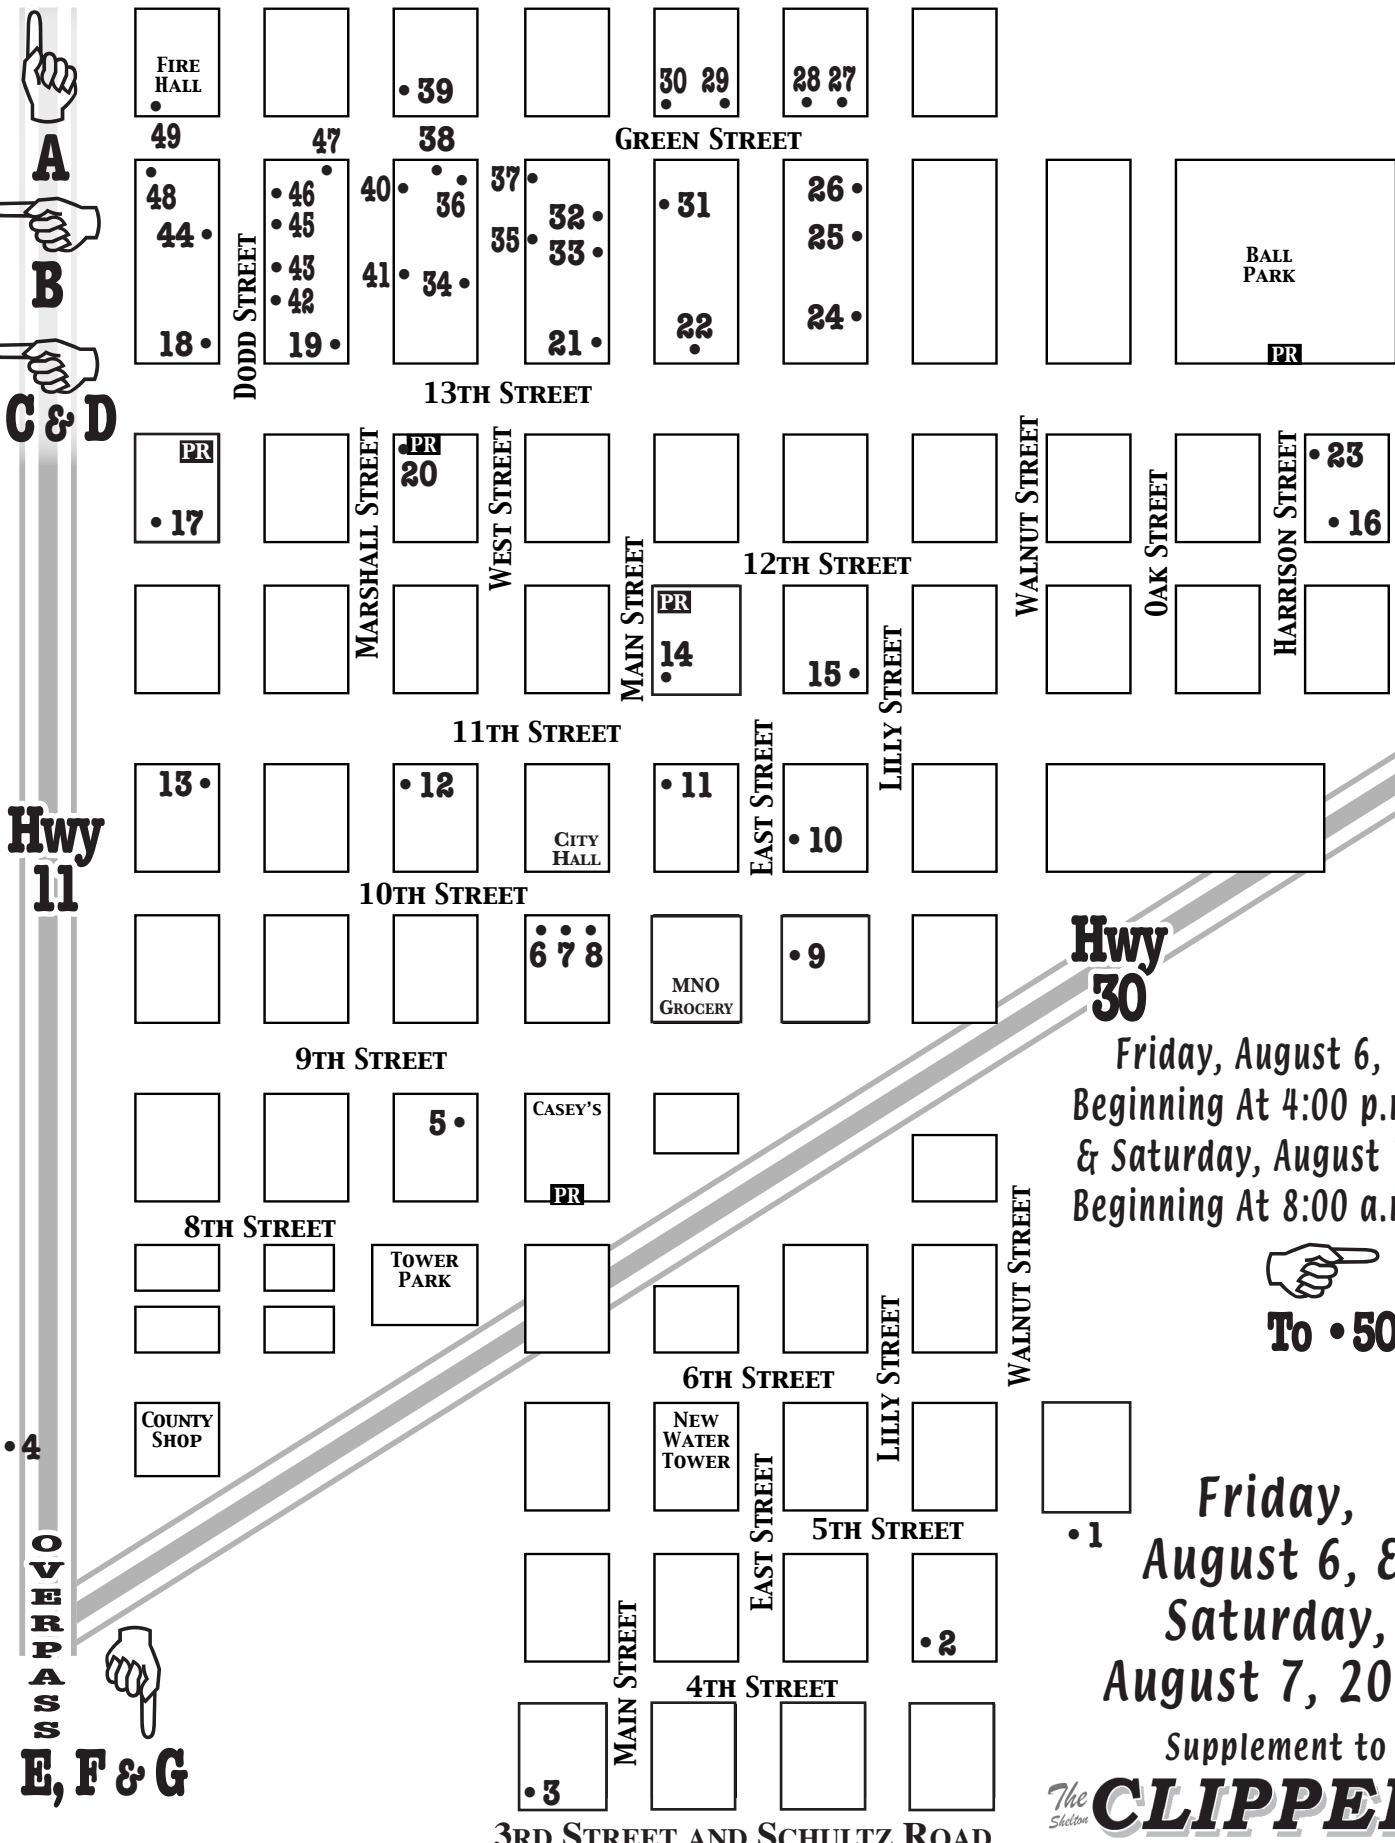 FIRE
HALL
• 39
30 29
28 27
A
49
47
38
GREEN STREET
48
• 46
40 •
36
37 •
• 31
26 •
44 •
• 45
32 •
35 •
33 •
25 •
BALL
PARK
B
DODD STREET
• 43
41 •
34 •
• 42
24 •
18 •
19 •
21 •
22
PR
C & D
13TH STREET
PR
• 17
MARSHALL STREET
PR
20
WEST STREET
WALNUT STREET
OAK STREET
HARRISON STREET
• 23
• 16
MAIN STREET
12TH STREET
PR
14
15 •
LILLY STREET
11TH STREET
EAST STREET
13 •
• 12
CITY
HALL
• 11
• 10
Hwy
11
10TH STREET
6 7 8
MNO
GROCERY
• 9
Hwy
30
9TH STREET
Friday, August 6,
Beginning At 4:00
& Saturday, August
Beginning At 8:00
5 •
CASEY'S
PR
8TH STREET
TOWER
PARK
WALNUT STREET
To • 50
6TH STREET
LILLY STREET
COUNTY
SHOP
• 4
NEW
WATER
TOWER
EAST STREET
5TH STREET
• 1
Friday,
August 6, &
Saturday,
August 7, 20
OVERPASS
• 2
MAIN STREET
4TH STREET
E, F & G
• 3
Supplement to
The
Shelton
CLIPPE
3RD STREET AND SCHULTZ ROAD